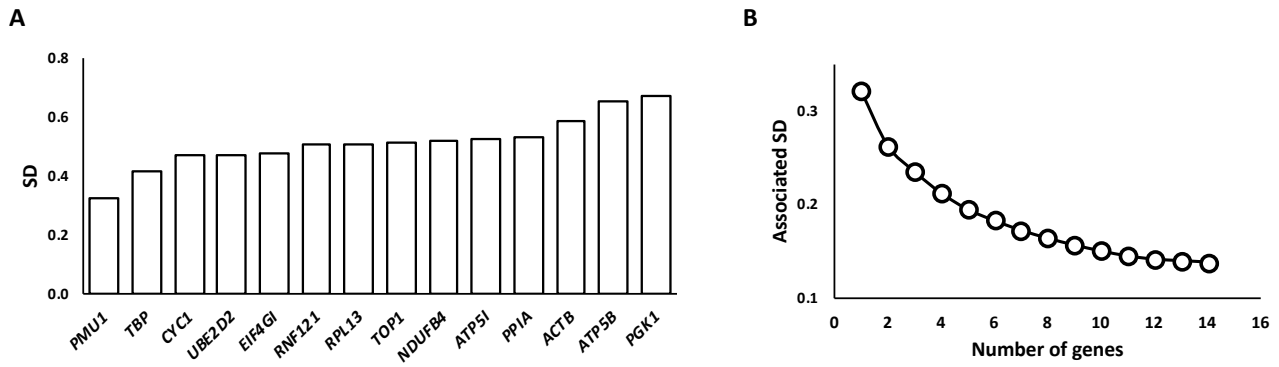 A
0.8
0.6
SD
0.4
0.2
0.0
PMU1
TBP
CYC1
UBE2D2
EIF4GI
RNF121
RPL13
TOP1
NDUFB4
ATP5I
PPIA
ACTB
ATP5B
PGK1
B
0.3
Associated SD
0.2
0.1
0 2 4 6 8 10 12 14 16
Number of genes